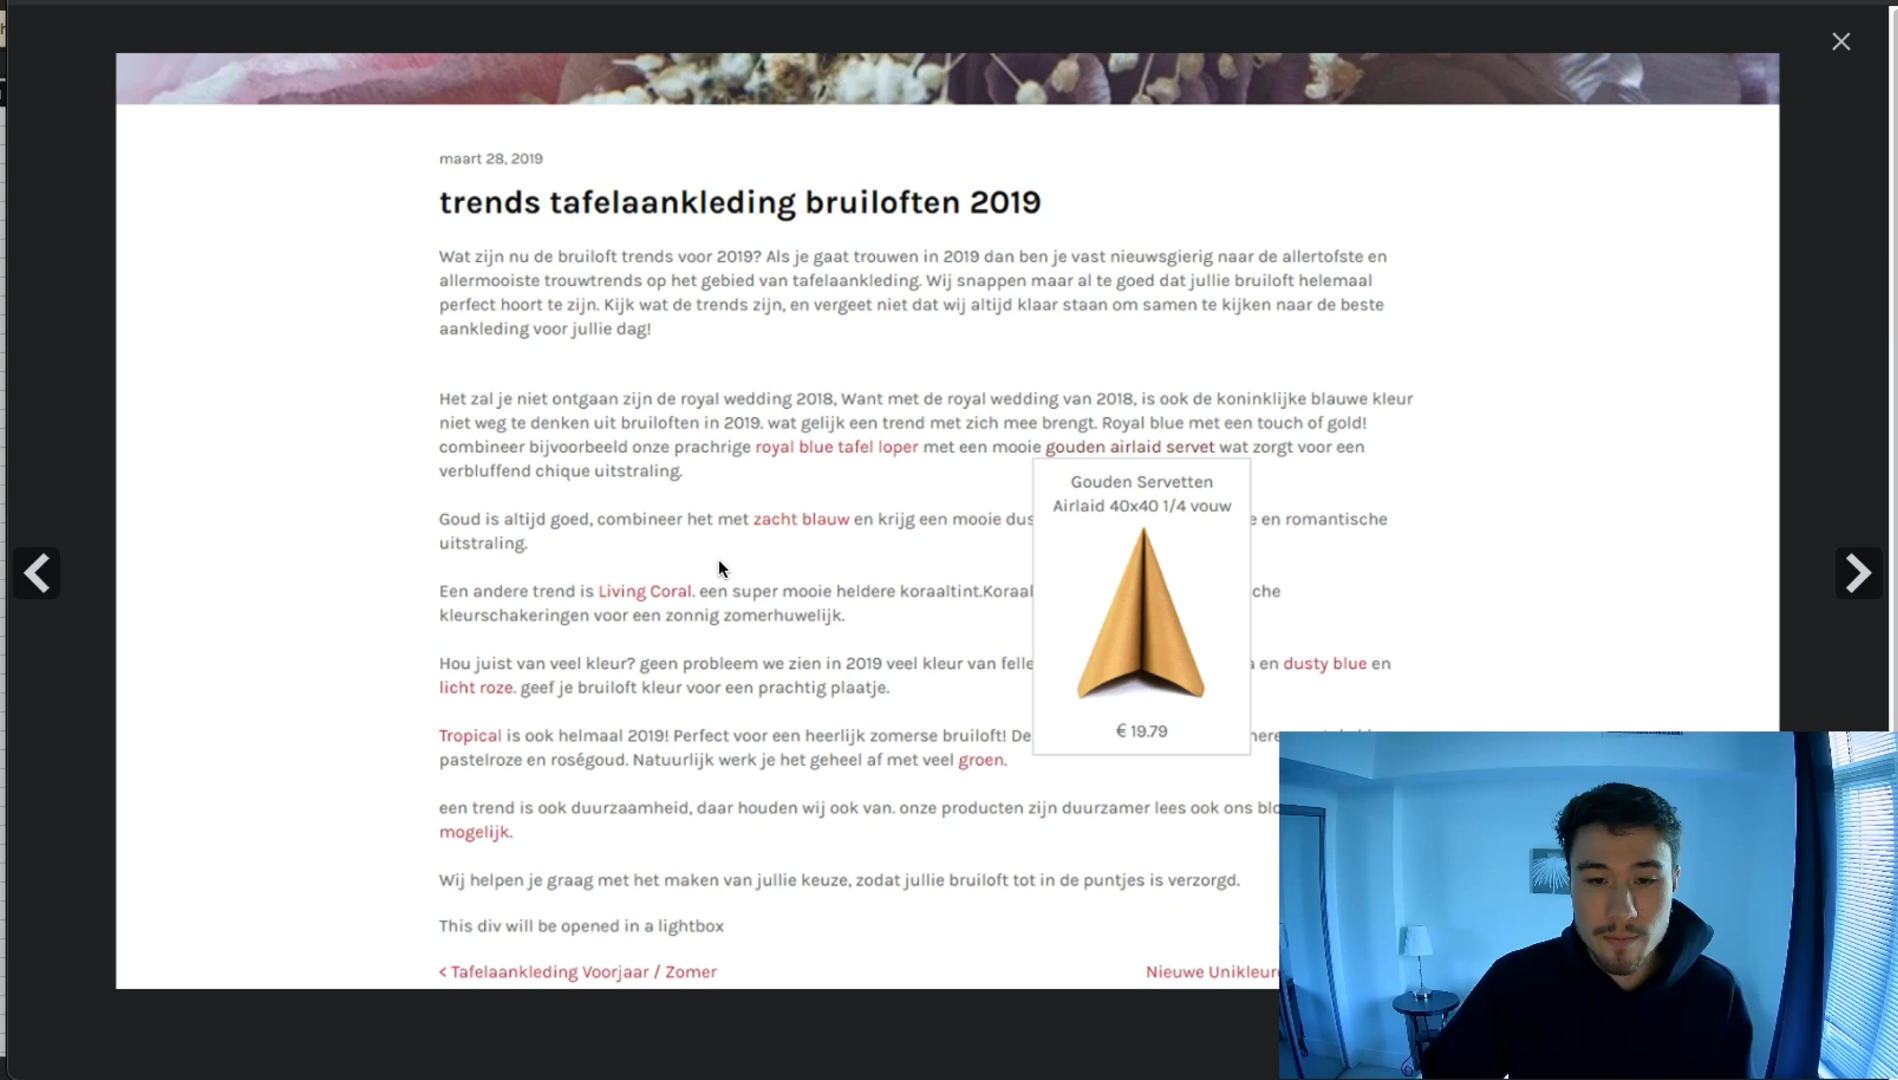 maart 28, 2019
trends tafelaankleding bruiloften 2019
Wat zijn nu de bruiloft trends voor 2019? Als je gaat trouwen in 2019 dan ben je vast nieuwsgierig naar de allertofste en
allermooiste trouwtrends op het gebied van tafelaankleding. Wij snappen maar al te goed dat jullie bruiloft helemaal
perfect hoort te zijn. Kijk wat de trends zijn, en vergeet niet dat wij altijd klaar staan om samen te kijken naar de beste
aankleding voor jullie dag!
Het zal je niet ontgaan zijn de royal wedding 2018, Want met de royal wedding van 2018, is ook de koninklijke blauwe kleur
niet weg te denken uit bruiloften in 2019. wat gelijk een trend met zich mee brengt. Royal blue met een touch of gold!
combineer bijvoorbeeld onze prachrige royal blue tafel loper met een mooie gouden airlaid servet wat zorgt voor een
verbluffend chique uitstraling.
Gouden Servetten
Airlaid 40x40 1/4 vouw
€ 19.79
Goud is altijd goed, combineer het met zacht blauw en krijg een mooie en romantische
uitstraling.
Een andere trend is Living Coral. een super mooie heldere koraaltint.Koraal
kleurschakeringen voor een zonnig zomerhuwelijk.
Hou juist van veel kleur? geen probleem we zien in 2019 veel kleur van felle en dusty blue en
licht roze. geef je bruiloft kleur voor een prachtig plaatje.
Tropical is ook helmaal 2019! Perfect voor een heerlijk zomerse bruiloft! De
pastelroze en roségoud. Natuurlijk werk je het geheel af met veel groen.
een trend is ook duurzaamheid, daar houden wij ook van. onze producten zijn duurzamer lees ook ons
mogelijk.
Wij helpen je graag met het maken van jullie keuze, zodat jullie bruiloft tot in de puntjes is verzorgd.
This div will be opened in a lightbox
< Tafelaankleding Voorjaar / Zomer
Nieuwe